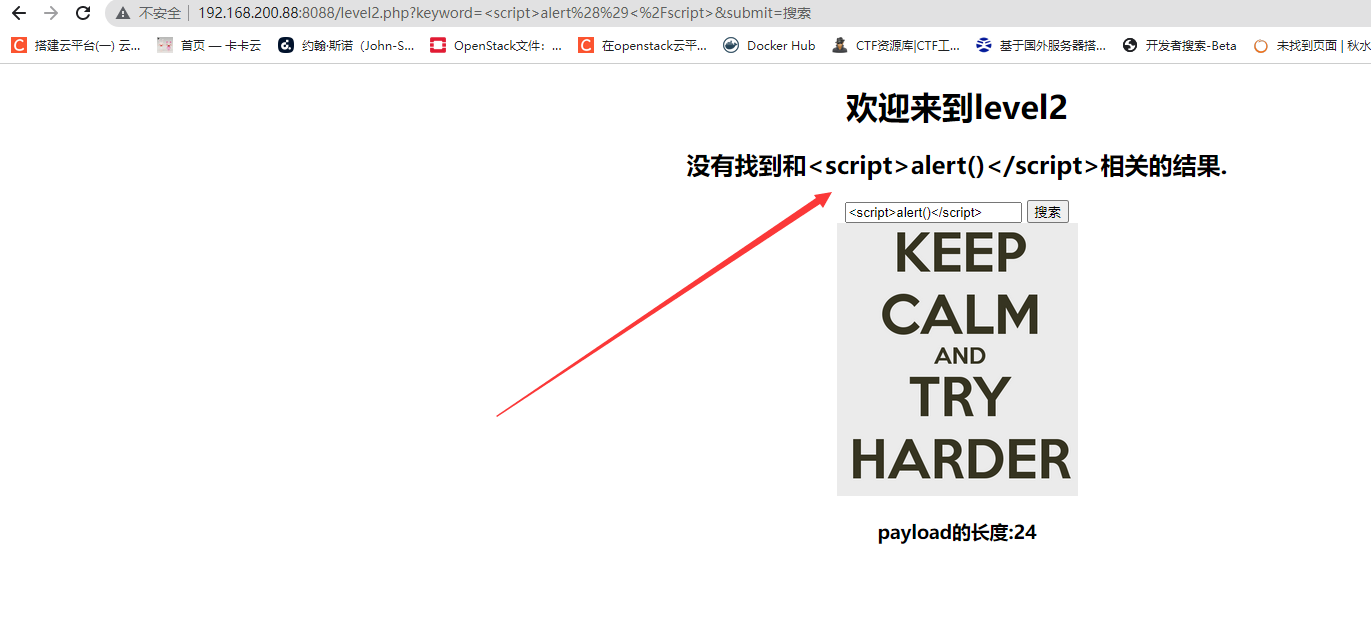 不安全 192.168.200.88:8088/level2.php?keyword=<script>alert%28%29<%2Fscript>&submit=搜索
搭建云平台(一) 云... 首页 — 卡卡云 约翰·斯诺（John-S... OpenStack文件：... 在openstack云平... Docker Hub CTF资源库|CTF工... 基于国外服务器搭... 开发者搜索-Beta 未找到页面 | 秋水
欢迎来到level2
没有找到和<script>alert()</script>相关的结果.
<script>alert()</script> 搜索
KEEP
CALM
AND
TRY
HARDER
payload的长度:24